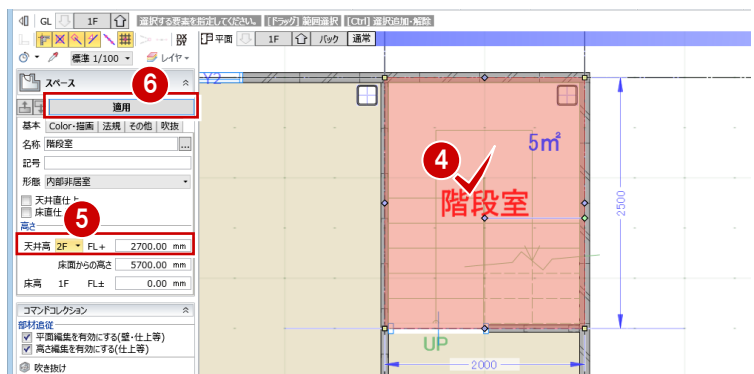 GL 1F 選択する要素を指定してください。 [[ドラッグ] 範囲選択 | [Ctrl] 選択追加・解除
平面 1F バック 通常
標準 1/100 レイヤ
スペース
6
適用
基本 Color・描画 法規 その他 吹抜
名称 階段室 ...
記号
形態 内部非居室
天井直仕上
床直仕
5
高さ
天井高 2F FL+ 2700.00 mm
床面からの高さ 5700.00 mm
床高 1F FL± 0.00 mm
コマンドコレクション
部材追従
平面編集を有効にする(壁・仕上等)
高さ編集を有効にする(仕上等)
吹き抜け
Y2
5㎡
4
階段室
2500
UP
2000